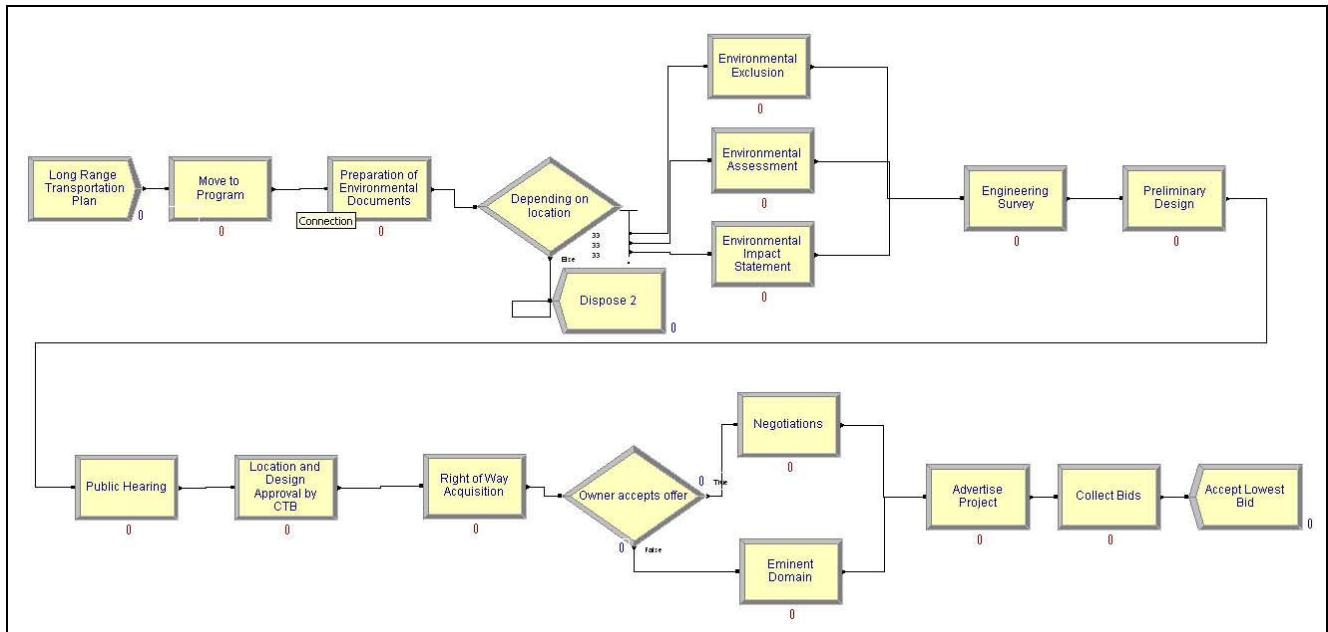 Long Range
Transportation
Plan
0
Move to
Program
0
Preparation of
Environmental
Documents
Connection
0
Depending on
location
33
33
33
Else
Dispose 2
0
Environmental
Exclusion
0
Environmental
Assessment
0
Environmental
Impact
Statement
0
Engineering
Survey
0
Preliminary
Design
0
Public Hearing
0
Location and
Design
Approval by
CTB
0
Right of Way
Acquisition
0
Owner accepts offer
0
True
0
False
Negotiations
0
Eminent
Domain
0
Advertise
Project
0
Collect Bids
0
Accept Lowest
Bid
0